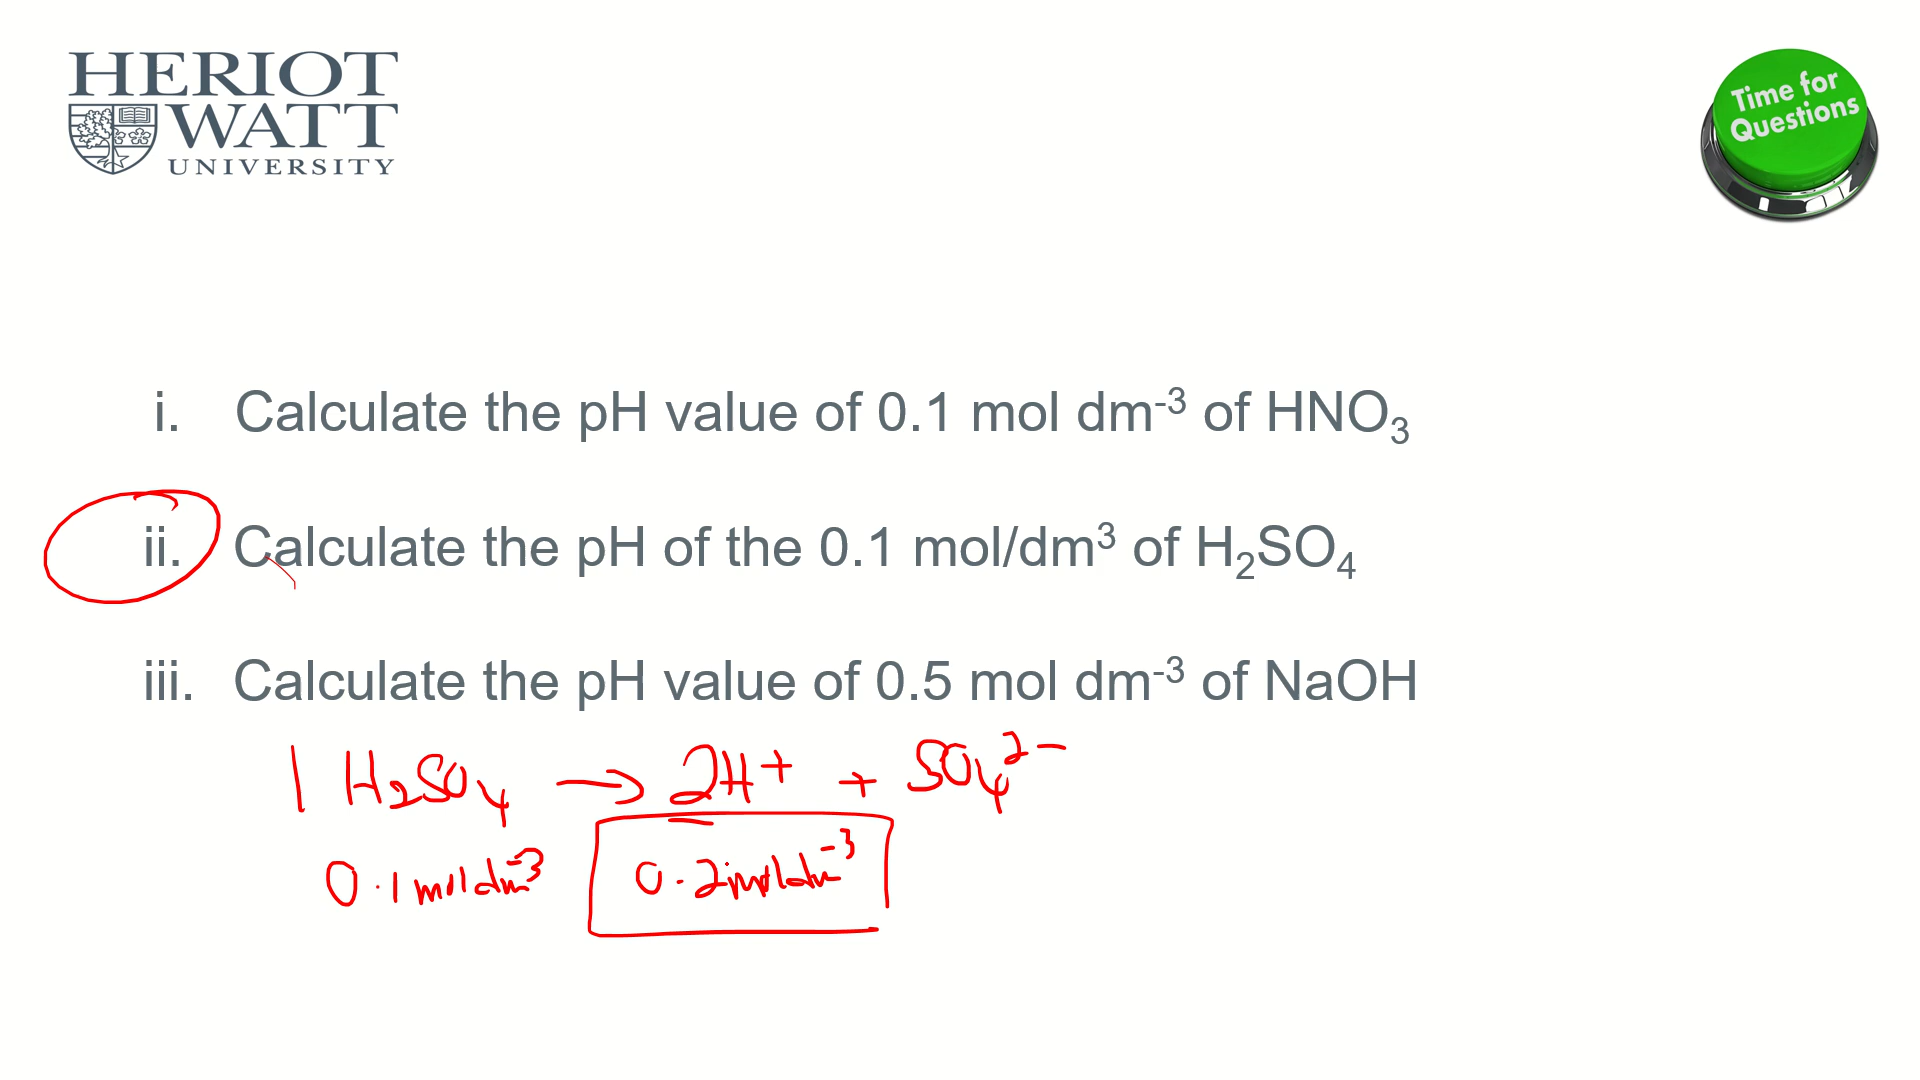 HERIOT
WATT
UNIVERSITY
Time for
Questions
i. Calculate the pH value of 0.1 mol dm⁻³ of HNO₃
ii. Calculate the pH of the 0.1 mol/dm³ of H₂SO₄
iii. Calculate the pH value of 0.5 mol dm⁻³ of NaOH
1 H₂SO₄ → 2H⁺ + SO₄²⁻
0.1 mol dm⁻³ 0.2 mol dm⁻³